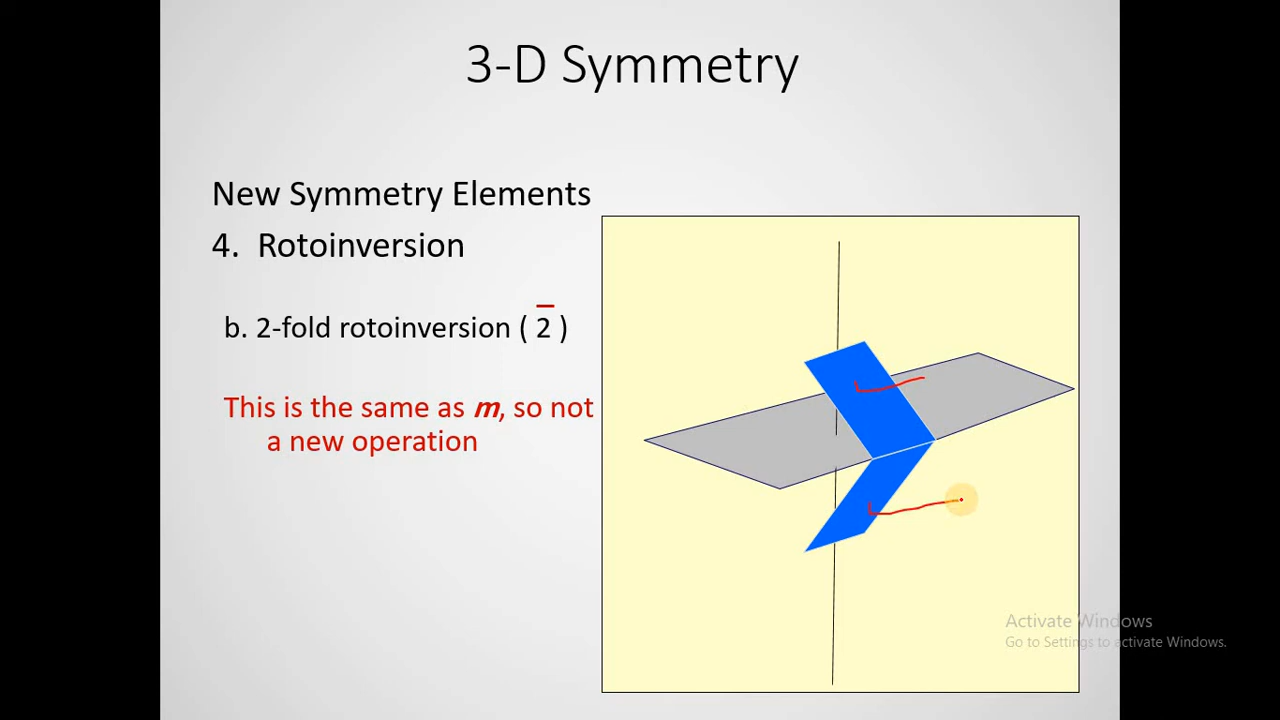 3-D Symmetry
New Symmetry Elements
4. Rotoinversion
b. 2-fold rotoinversion ( 2̅ )
This is the same as m, so not
a new operation
Activate Windows
Go to Settings to activate Windows.